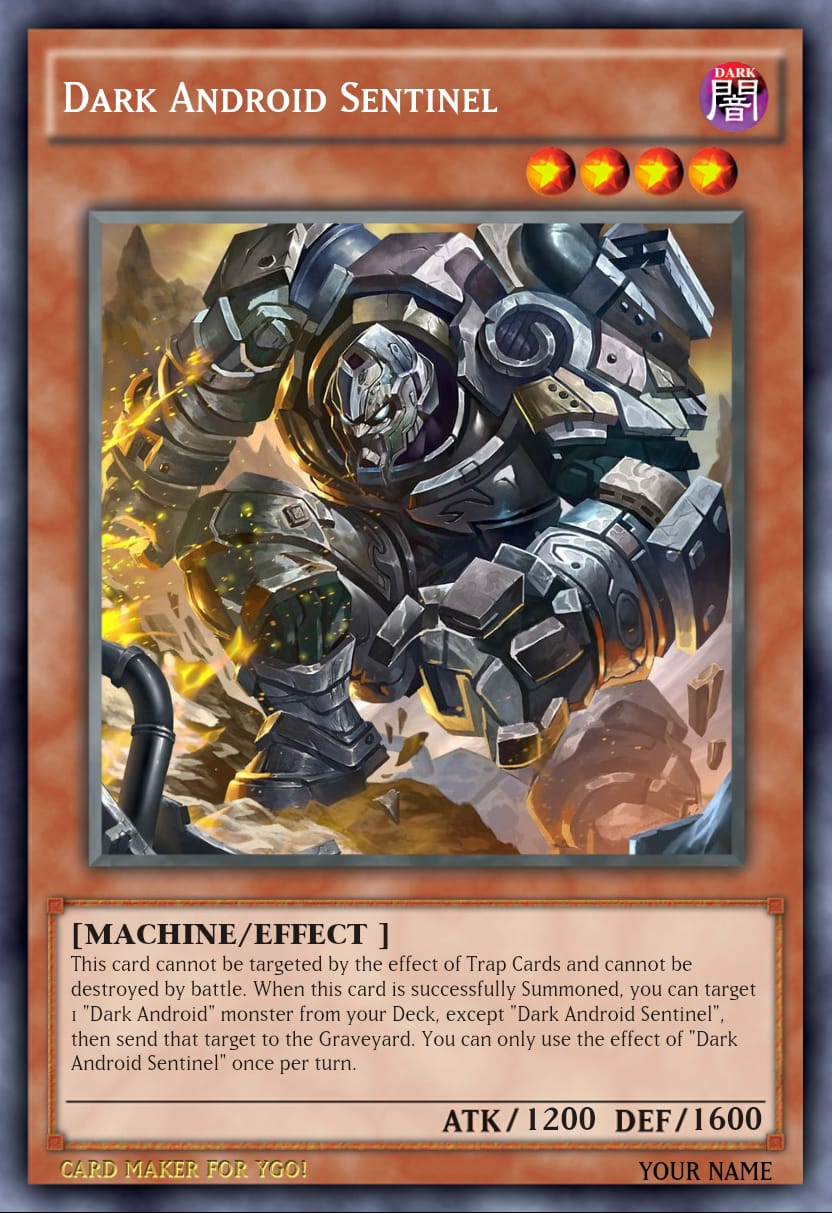 Dark Android Sentinel
DARK
闇
[MACHINE/EFFECT ]
This card cannot be targeted by the effect of Trap Cards and cannot be
destroyed by battle. When this card is successfully Summoned, you can target
1 "Dark Android" monster from your Deck, except "Dark Android Sentinel",
then send that target to the Graveyard. You can only use the effect of "Dark
Android Sentinel" once per turn.
ATK/1200 DEF/1600
CARD MAKER FOR YGO! YOUR NAME